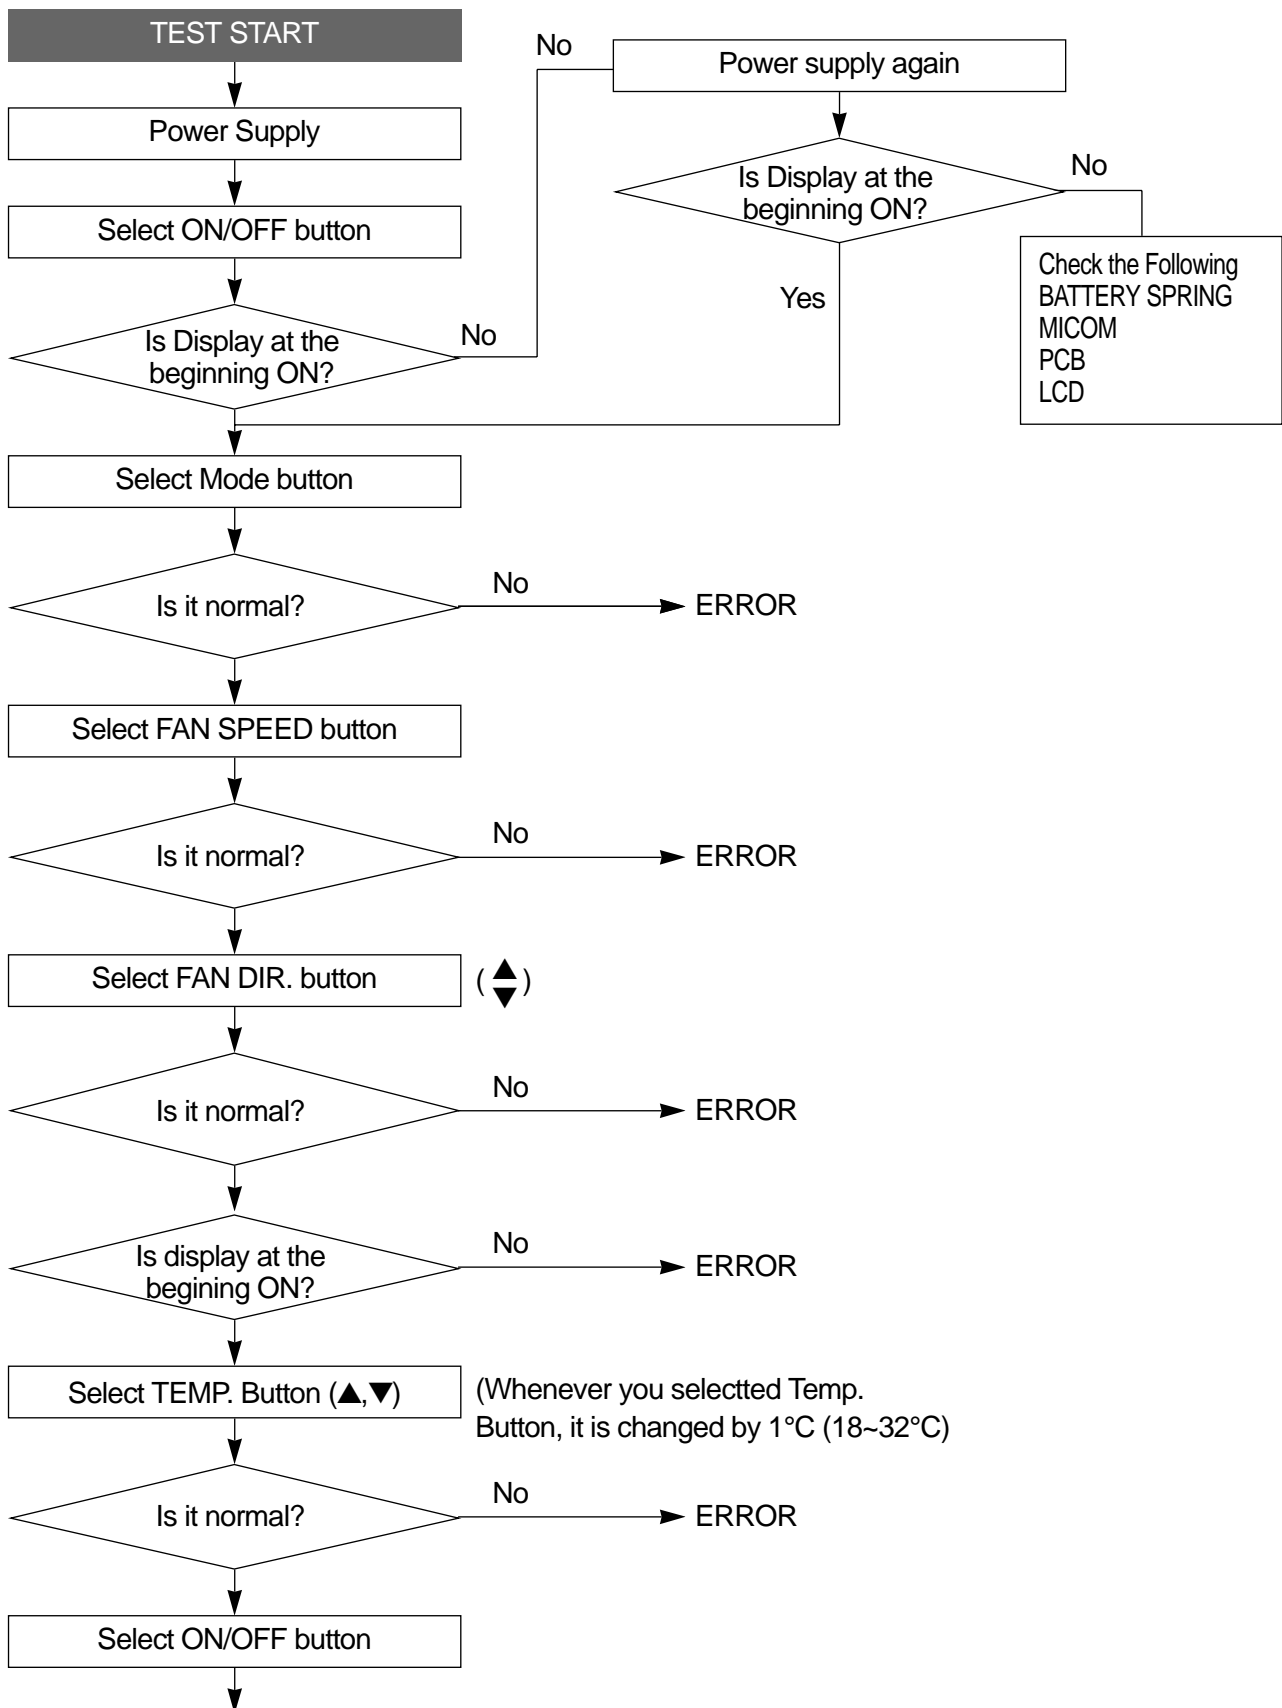 TEST START
No
Power supply again
Power Supply
Is Display at the
beginning ON?
No
Select ON/OFF button
Check the Following
BATTERY SPRING
MICOM
PCB
LCD
Yes
Is Display at the
beginning ON?
No
Select Mode button
Is it normal?
No
ERROR
Select FAN SPEED button
Is it normal?
No
ERROR
Select FAN DIR. button
(▲▼)
Is it normal?
No
ERROR
Is display at the
begining ON?
No
ERROR
Select TEMP. Button (▲,▼)
(Whenever you selectted Temp.
Button, it is changed by 1°C (18~32°C)
Is it normal?
No
ERROR
Select ON/OFF button